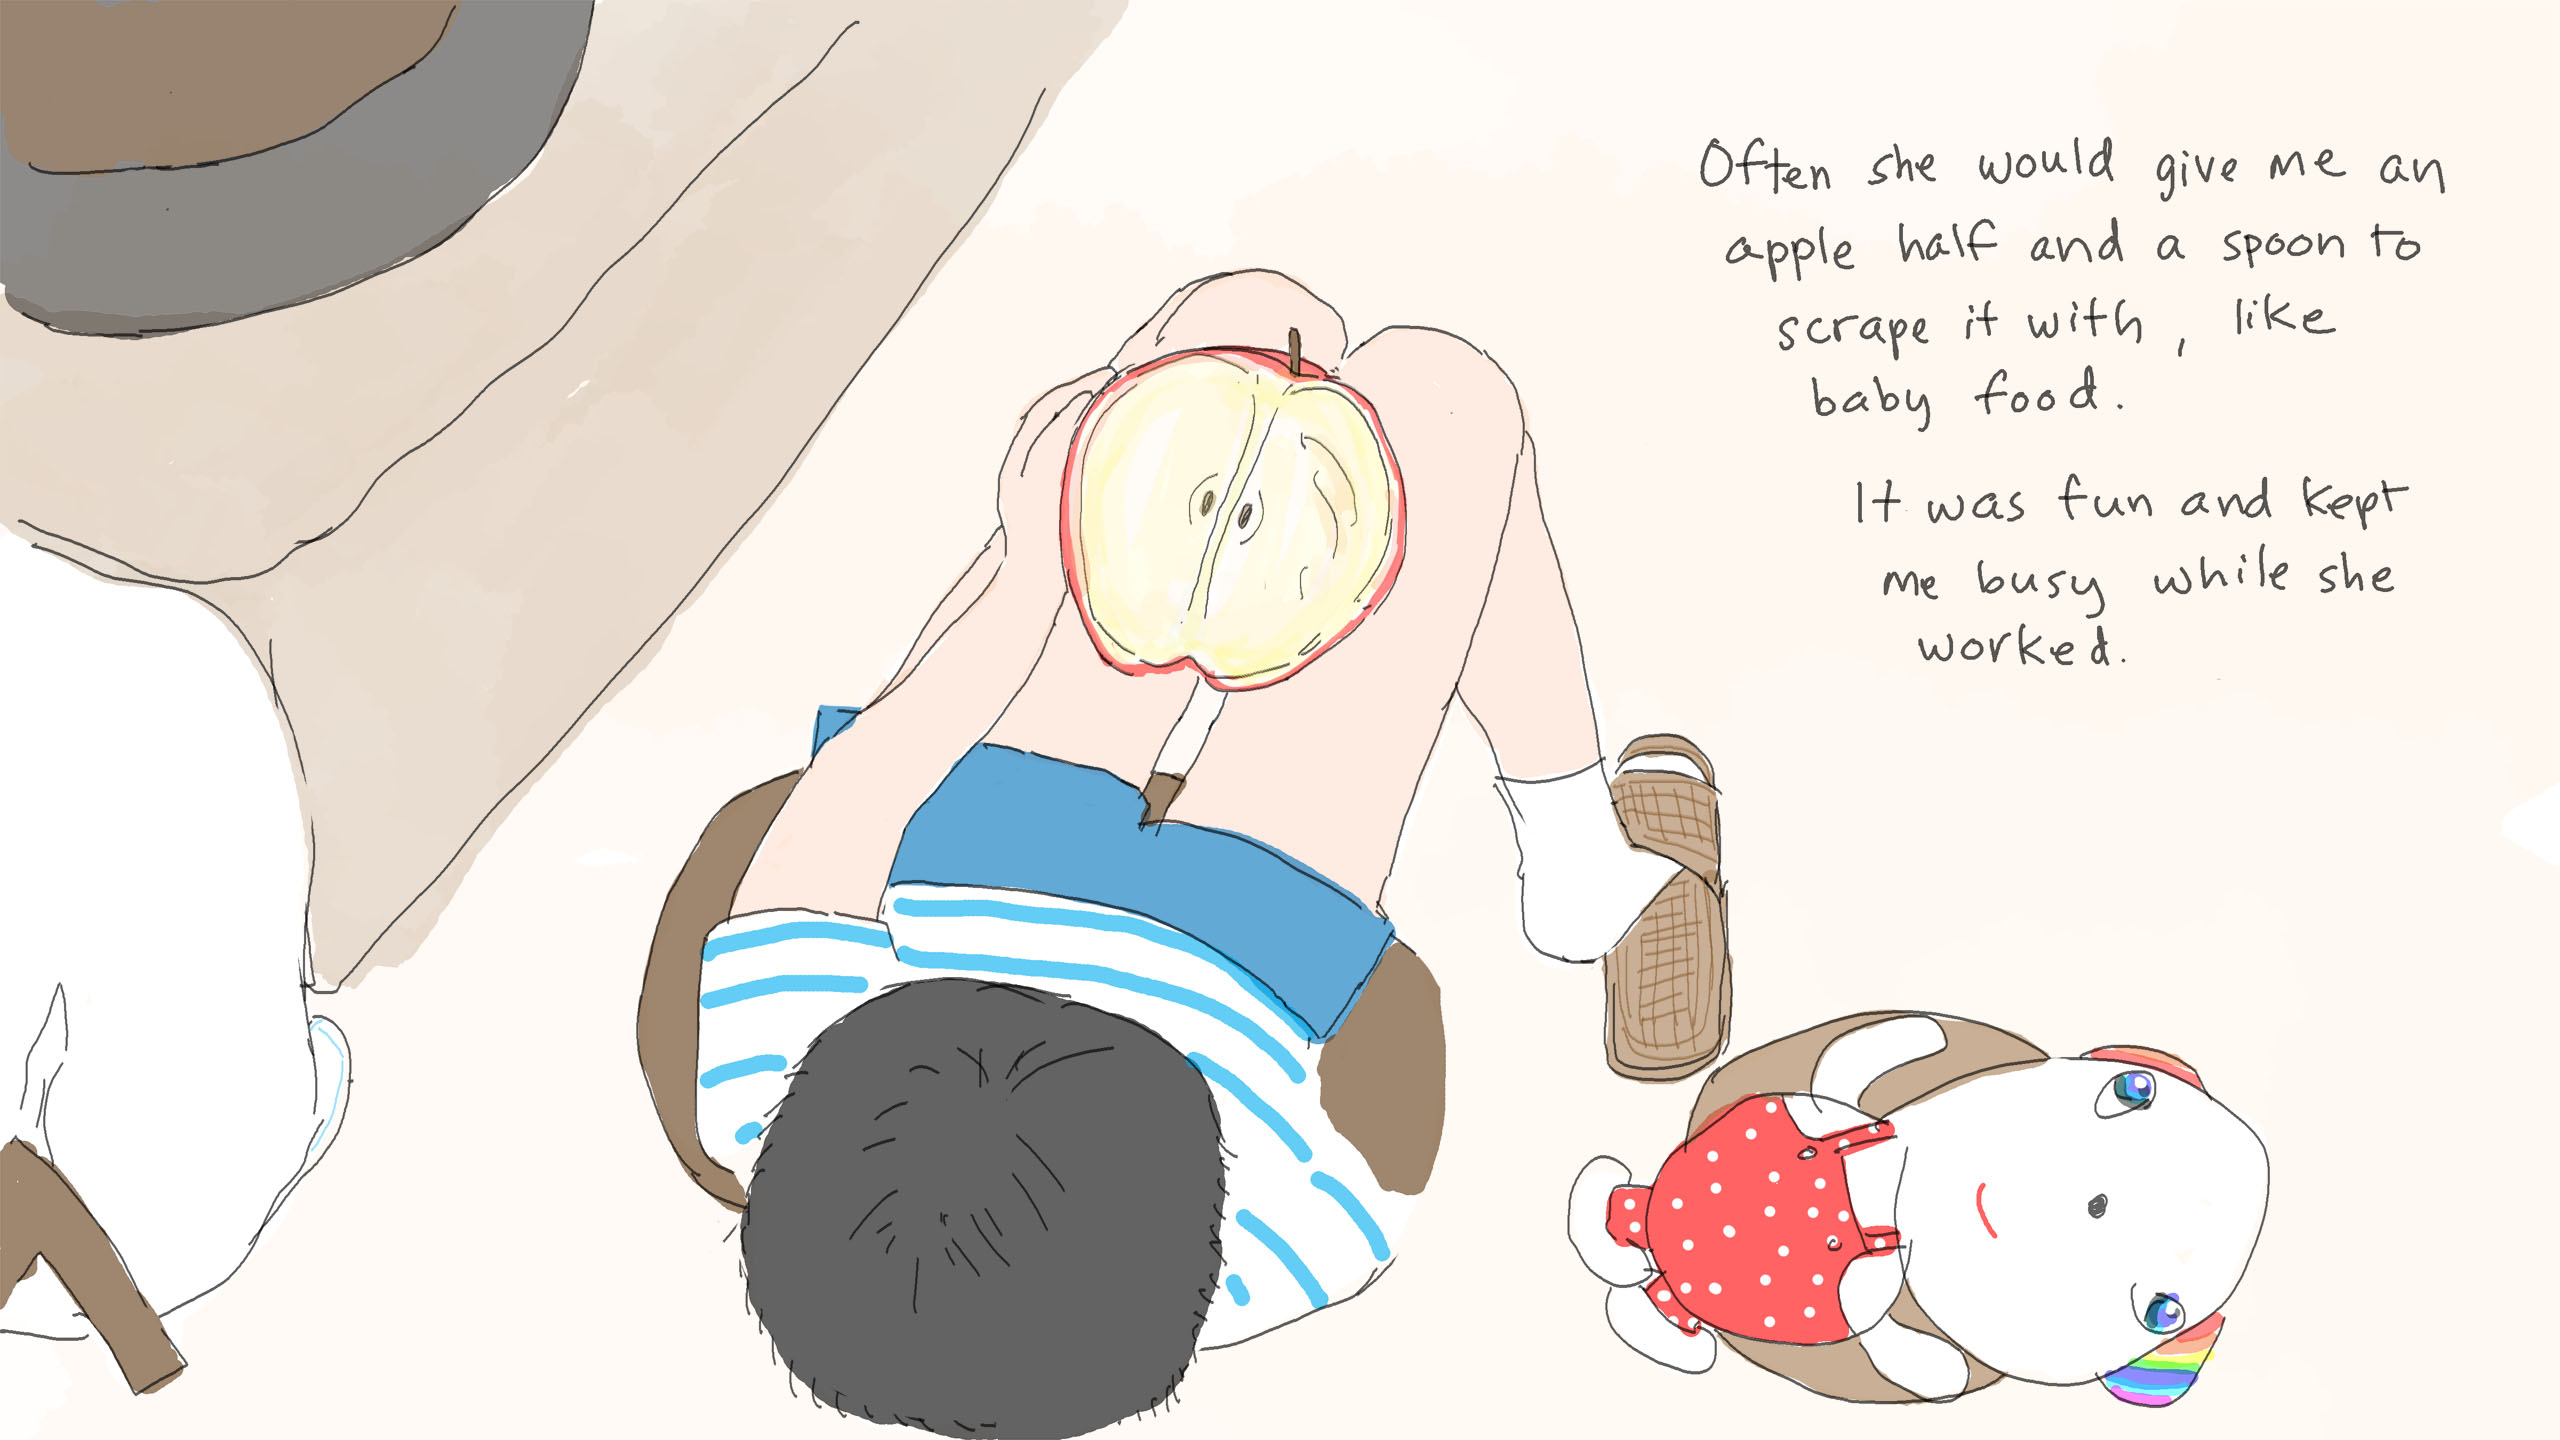 Often she would give me an
apple half and a spoon to
scrape it with, like
baby food.
It was fun and kept
me busy while she
worked.